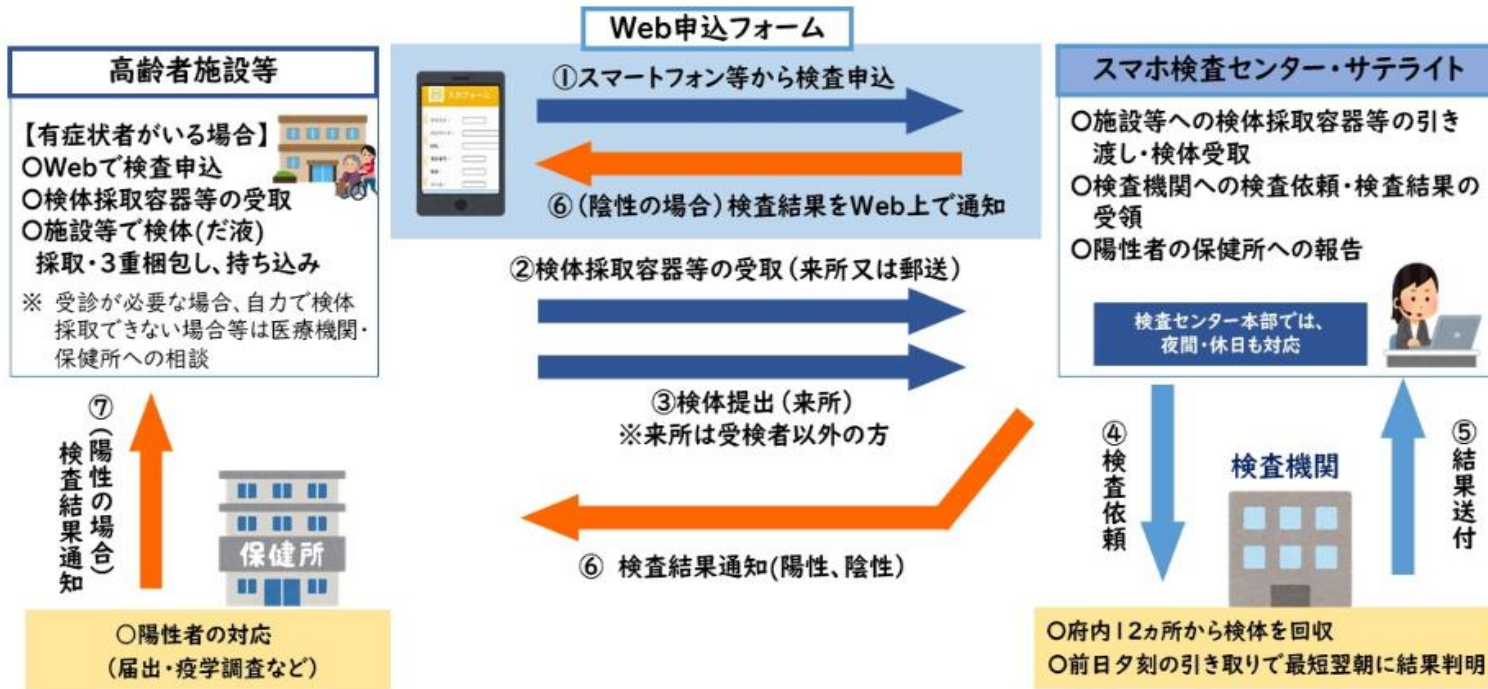 Web申込フォーム
高齢者施設等
【有症状者がいる場合】
○Webで検査申込
○検体採取容器等の受取
○施設等で検体(だ液)
採取・3重梱包し、持ち込み
※ 受診が必要な場合、自力で検体
採取できない場合等は医療機関・
保健所への相談
①スマートフォン等から検査申込
⑥(陰性の場合)検査結果をWeb上で通知
②検体採取容器等の受取(来所又は郵送)
③検体提出(来所)
※来所は受検者以外の方
⑥ 検査結果通知(陽性、陰性)
スマホ検査センター・サテライト
○施設等への検体採取容器等の引き
渡し・検体受取
○検査機関への検査依頼・検査結果の
受領
○陽性者の保健所への報告
検査センター本部では、
夜間・休日も対応
④検査依頼
検査機関
⑤結果送付
○府内12ヵ所から検体を回収
○前日夕刻の引き取りで最短翌朝に結果判明
⑦(陽性の場合)
検査結果通知
保健所
○陽性者の対応
(届出・疫学調査など)